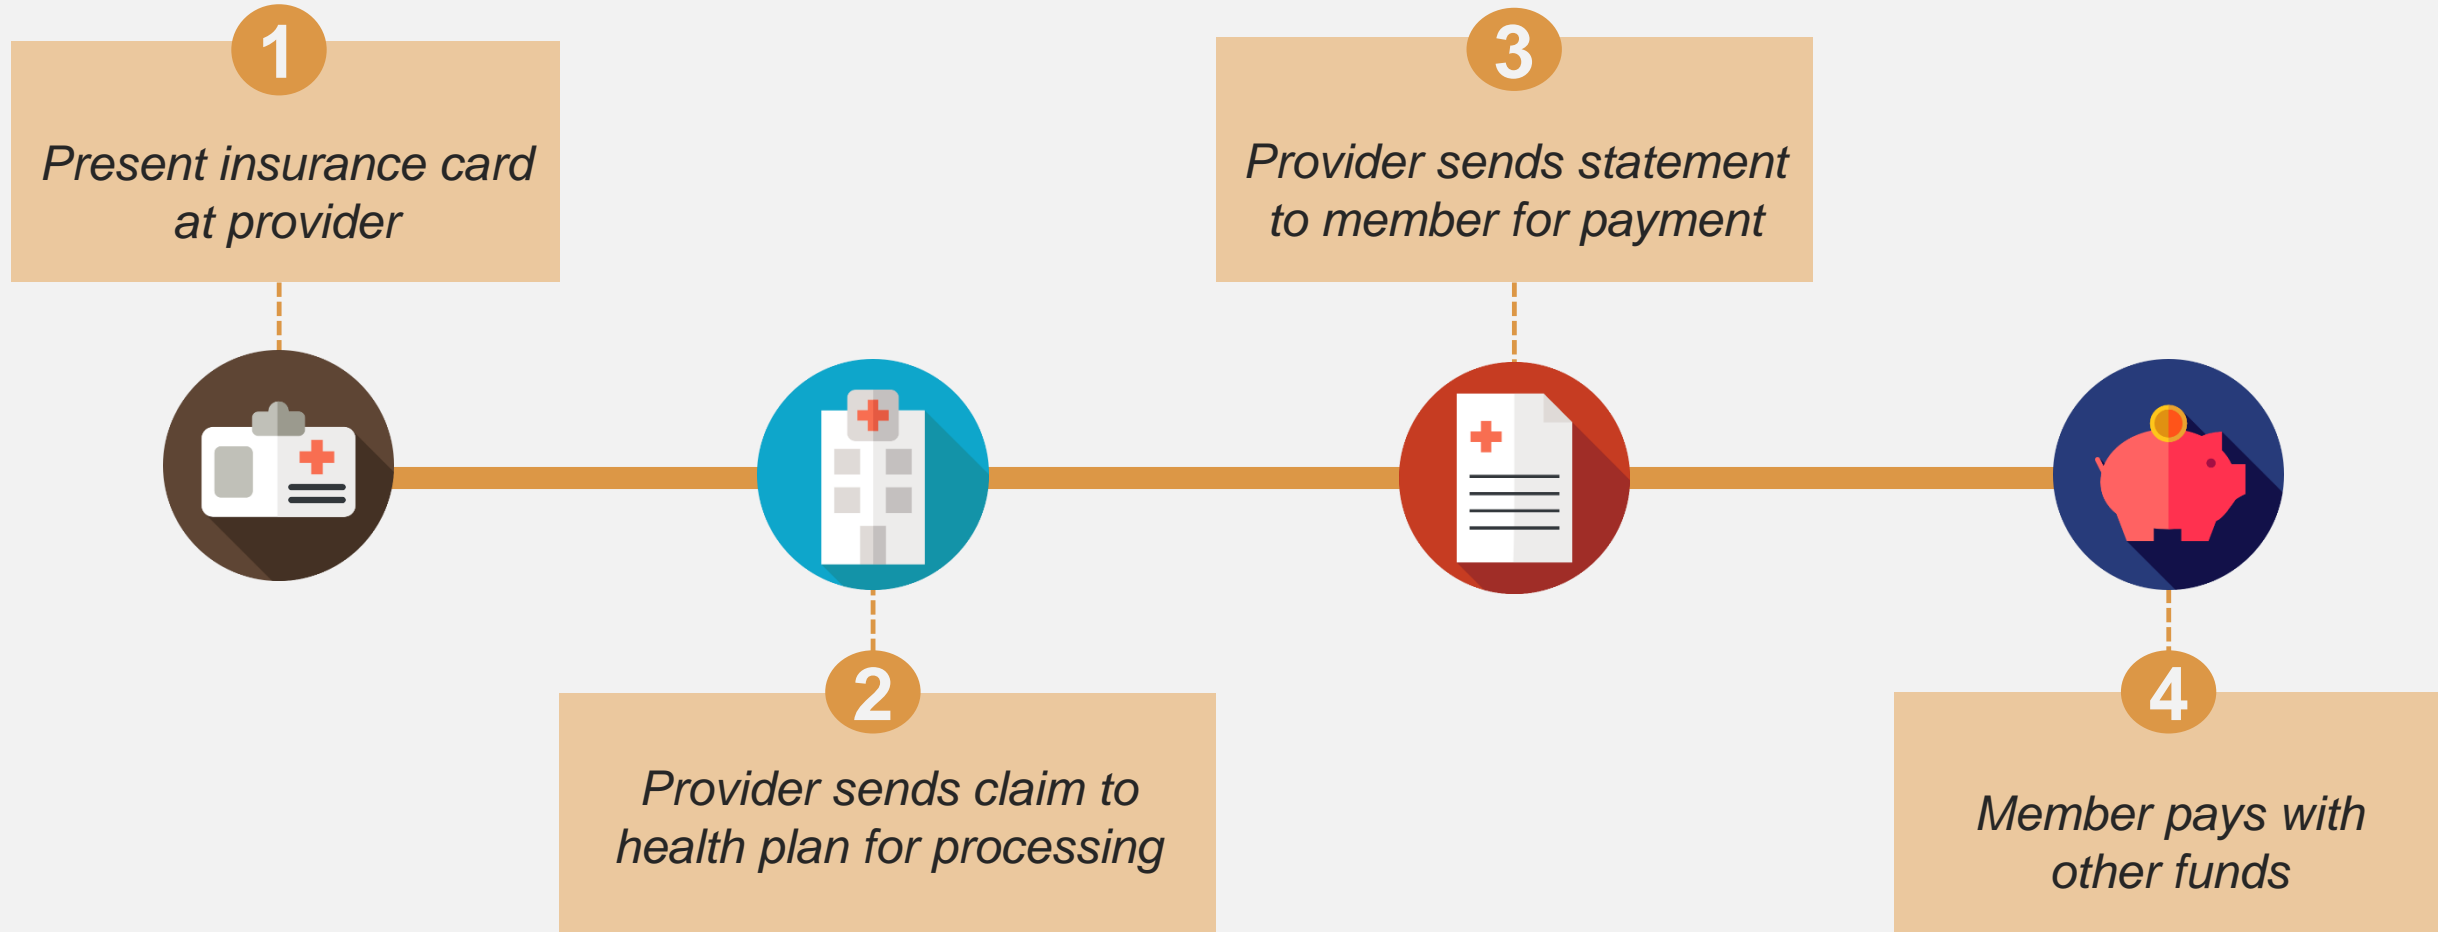 1
Present insurance card
at provider
2
Provider sends claim to
health plan for processing
3
Provider sends statement
to member for payment
4
Member pays with
other funds